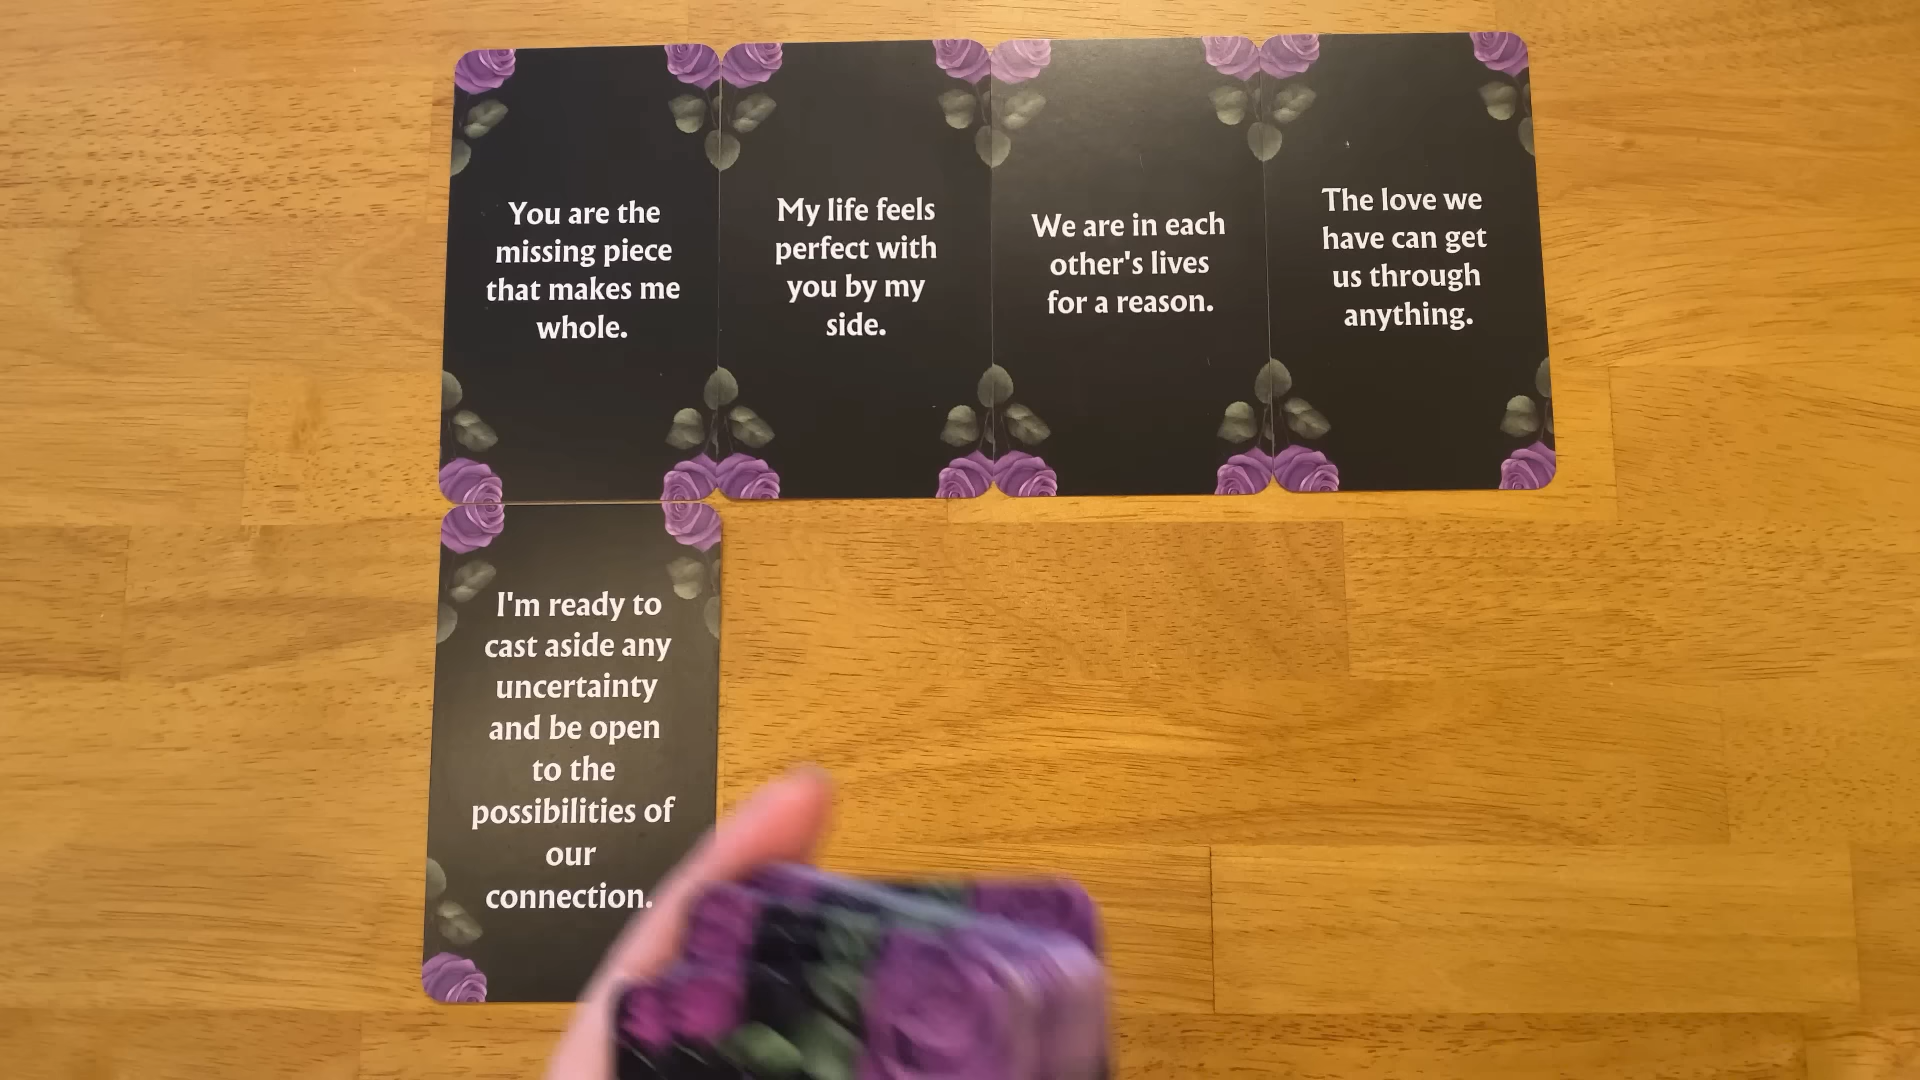 You are the
missing piece
that makes me
whole.
My life feels
perfect with
you by my
side.
We are in each
other's lives
for a reason.
The love we
have can get
us through
anything.
I'm ready to
cast aside any
uncertainty
and be open
to the
possibilities of
our
connection.